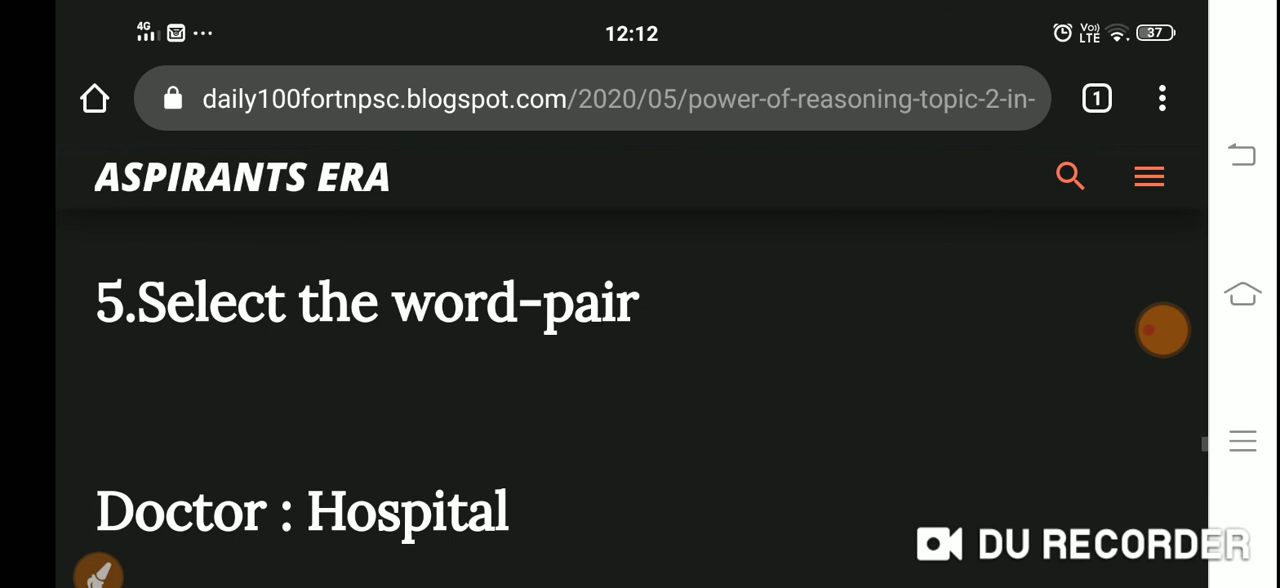 4G 12:12 Vo)) LTE 37
daily100fortnpsc.blogspot.com/2020/05/power-of-reasoning-topic-2-in- 1
ASPIRANTS ERA
5.Select the word-pair
Doctor : Hospital
DU RECORDER